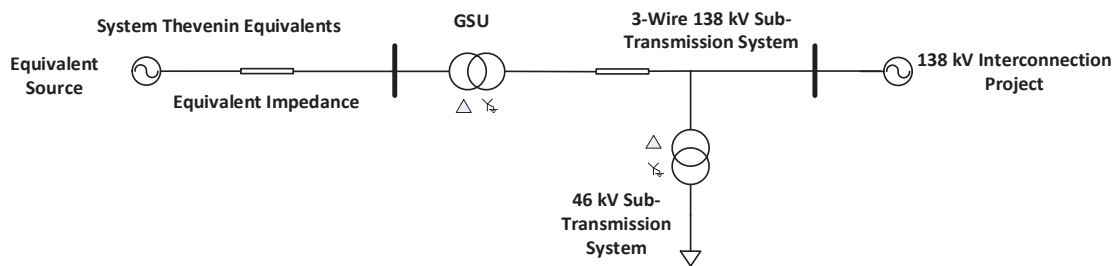 System Thevenin Equivalents
GSU
3-Wire 138 kV Sub-
Transmission System
Equivalent
Source
Equivalent Impedance
138 kV Interconnection
Project
46 kV Sub-
Transmission
System